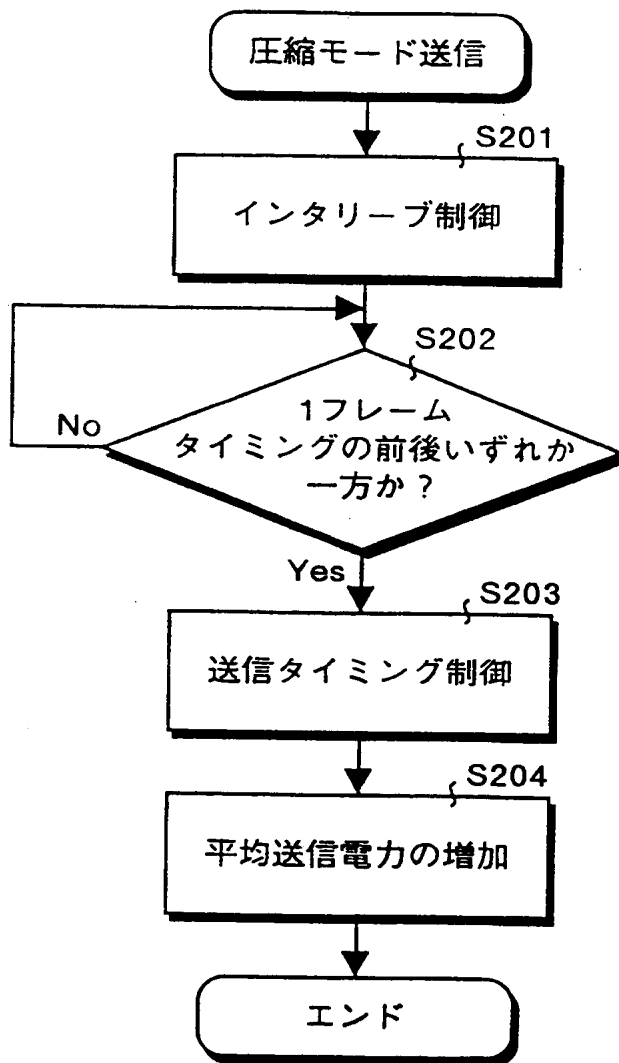 圧縮モード送信
S201
インタリーブ制御
S202
1フレーム
タイミングの前後いずれか
一方か？
No
Yes
S203
送信タイミング制御
S204
平均送信電力の増加
エンド